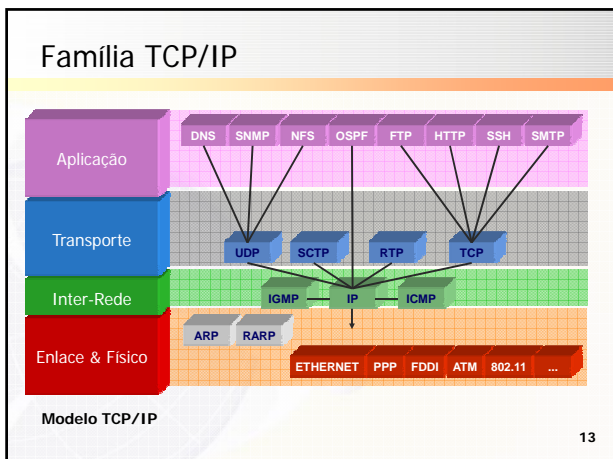 Família TCP/IP
DNS SNMP NFS OSPF FTP HTTP SSH SMTP
Aplicação
Transporte
UDP SCTP RTP TCP
Inter-Rede
IGMP IP ICMP
ARP RARP
Enlace & Físico
ETHERNET PPP FDDI ATM 802.11 ...
Modelo TCP/IP
13